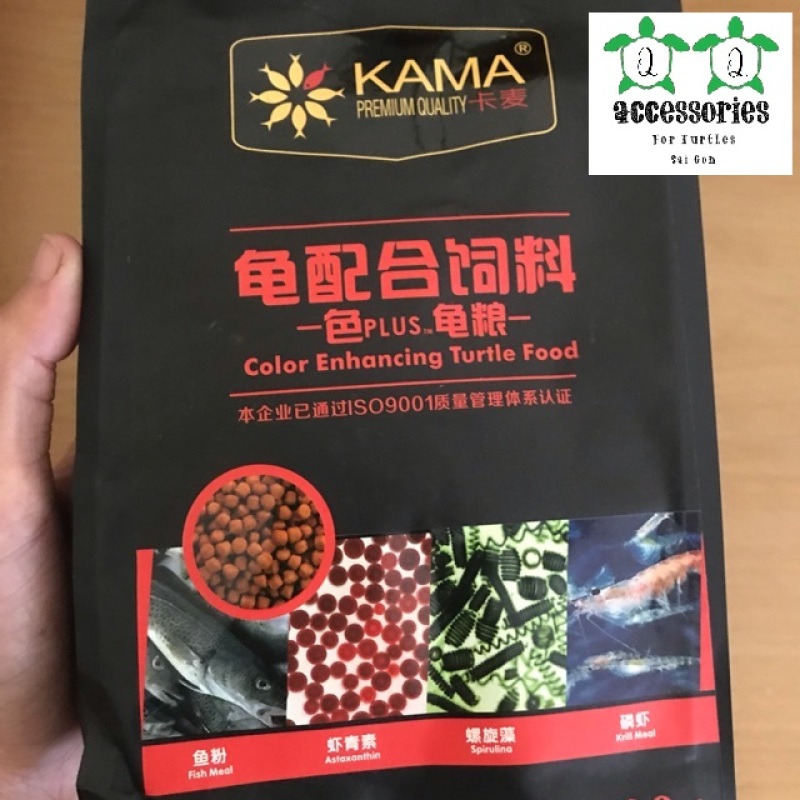 KAMA®
PREMIUM QUALITY 卡麦
Q Q
accessories
For Turtles
Sai Gon
龟配合饲料
色PLUS™龟粮
Color Enhancing Turtle Food
本企业已通过ISO9001质量管理体系认证
鱼粉
Fish Meal
虾青素
Astaxanthin
螺旋藻
Spirulina
磷虾
Krill Meal